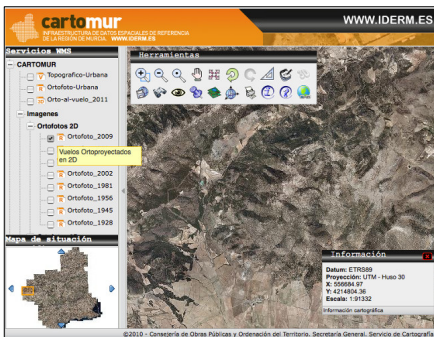 cartomur
INFRAESTRUCTURA DE DATOS ESPACIALES DE REFERENCIA
DE LA REGIÓN DE MURCIA. WWW.IDERM.ES
WWW.IDERM.ES
Servicios WMS
CARTOMUR
Topografico-Urbana
Ortofoto-Urbana
Orto-al-vuelo_2011
Imagenes
Ortofotos 2D
Ortofoto_2009
Vuelos Ortoproyectados
en 2D
Ortofoto_2002
Ortofoto_1981
Ortofoto_1956
Ortofoto_1945
Ortofoto_1928
Mapa de situación
Herramientas
Información
Datum: ETRS89
Proyección: UTM - Huso 30
X: 556684.97
Y: 4214804.36
Escala: 1:91332
Información cartográfica
©2010 - Consejería de Obras Públicas y Ordenación del Territorio. Secretaría General. Servicio de Cartografía